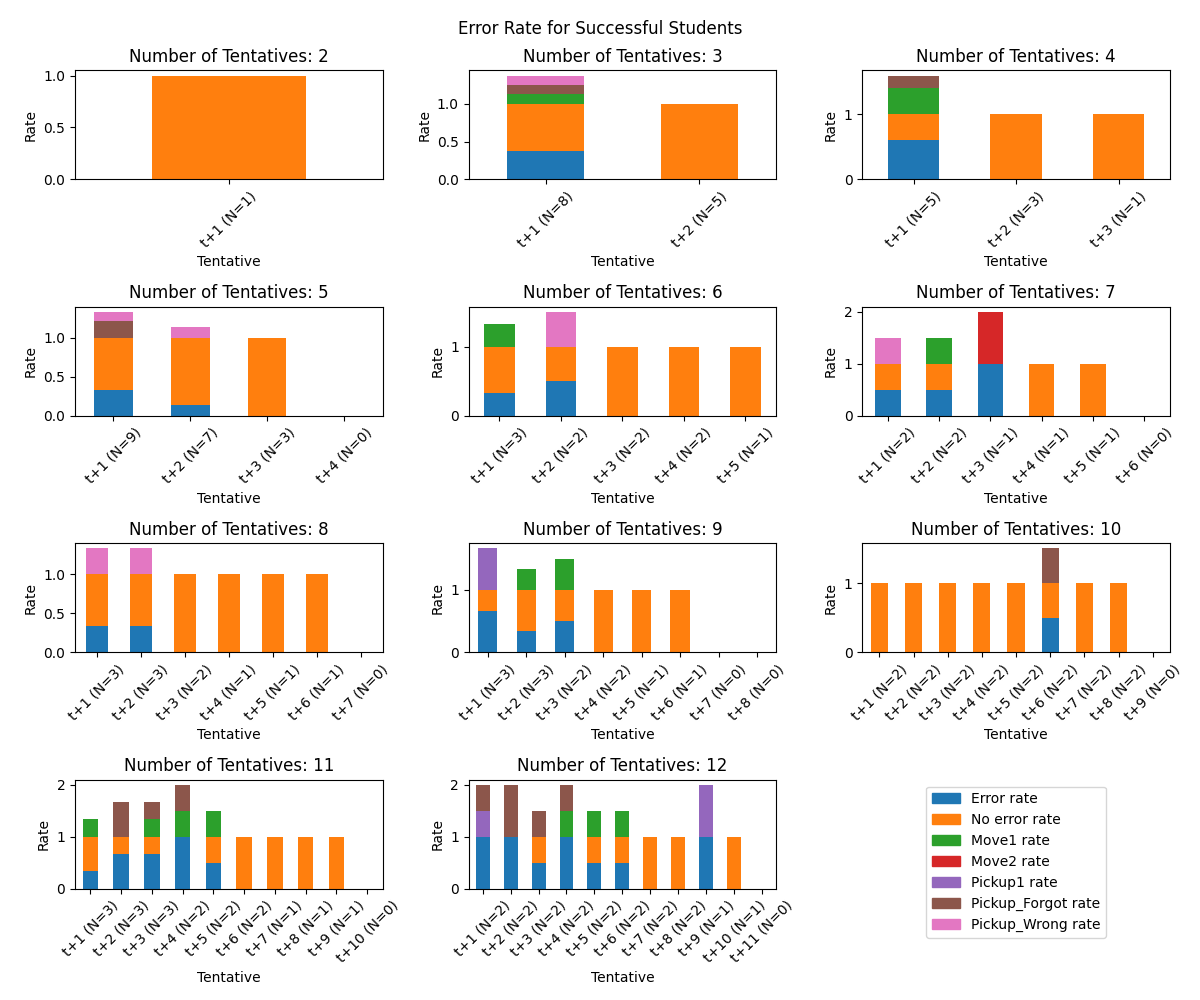 Error Rate for Successful Students
Number of Tentatives: 2
1.0
0.5
0.0
Rate
t+1 (N=1)
Tentative
Number of Tentatives: 3
1.0
0.5
0.0
Rate
t+1 (N=8)
t+2 (N=5)
Tentative
Number of Tentatives: 4
1
0
Rate
t+1 (N=5)
t+2 (N=3)
t+3 (N=1)
Tentative
Number of Tentatives: 5
1.0
0.5
0.0
Rate
t+1 (N=9)
t+2 (N=7)
t+3 (N=3)
t+4 (N=0)
Tentative
Number of Tentatives: 6
1
0
Rate
t+1 (N=3)
t+2 (N=2)
t+3 (N=2)
t+4 (N=2)
t+5 (N=1)
Tentative
Number of Tentatives: 7
2
1
0
Rate
t+1 (N=2)
t+2 (N=2)
t+3 (N=1)
t+4 (N=1)
t+5 (N=1)
t+6 (N=0)
Tentative
Number of Tentatives: 8
1.0
0.5
0.0
Rate
t+1 (N=3)
t+2 (N=3)
t+3 (N=2)
t+4 (N=1)
t+5 (N=1)
t+6 (N=1)
t+7 (N=0)
Tentative
Number of Tentatives: 9
1
0
Rate
t+1 (N=3)
t+2 (N=3)
t+3 (N=2)
t+4 (N=1)
t+5 (N=1)
t+6 (N=1)
t+7 (N=0)
t+8 (N=0)
Tentative
Number of Tentatives: 10
1
0
Rate
t+1 (N=2)
t+2 (N=2)
t+3 (N=2)
t+4 (N=2)
t+5 (N=2)
t+6 (N=2)
t+7 (N=2)
t+8 (N=2)
t+9 (N=0)
Tentative
Number of Tentatives: 11
2
1
0
Rate
t+1 (N=3)
t+2 (N=3)
t+3 (N=3)
t+4 (N=2)
t+5 (N=2)
t+6 (N=2)
t+7 (N=1)
t+8 (N=1)
t+9 (N=1)
t+10 (N=0)
Tentative
Number of Tentatives: 12
2
1
0
Rate
t+1 (N=2)
t+2 (N=2)
t+3 (N=2)
t+4 (N=2)
t+5 (N=2)
t+6 (N=2)
t+7 (N=2)
t+8 (N=2)
t+9 (N=1)
t+10 (N=1)
t+11 (N=0)
Tentative
Error rate
No error rate
Move1 rate
Move2 rate
Pickup1 rate
Pickup_Forgot rate
Pickup_Wrong rate